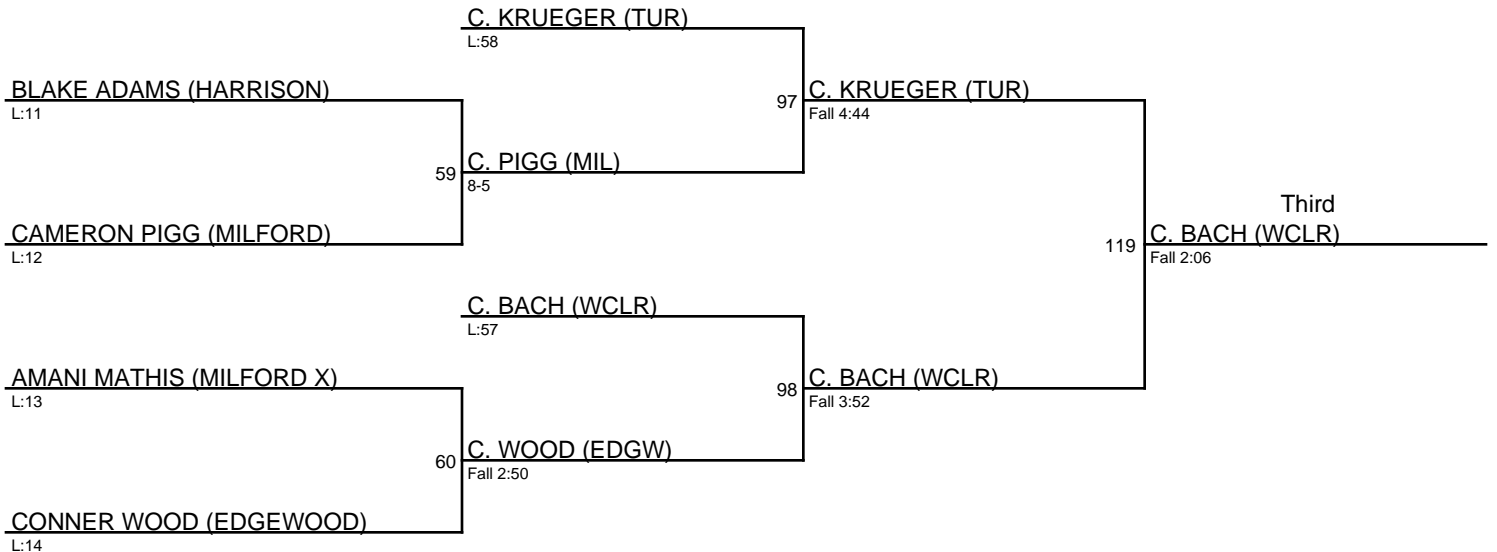 C. KRUEGER (TUR)
L:58
BLAKE ADAMS (HARRISON)
L:11
97
C. KRUEGER (TUR)
Fall 4:44
59
C. PIGG (MIL)
8-5
CAMERON PIGG (MILFORD)
L:12
Third
119
C. BACH (WCLR)
Fall 2:06
C. BACH (WCLR)
L:57
AMANI MATHIS (MILFORD X)
L:13
98
C. BACH (WCLR)
Fall 3:52
60
C. WOOD (EDGW)
Fall 2:50
CONNER WOOD (EDGEWOOD)
L:14